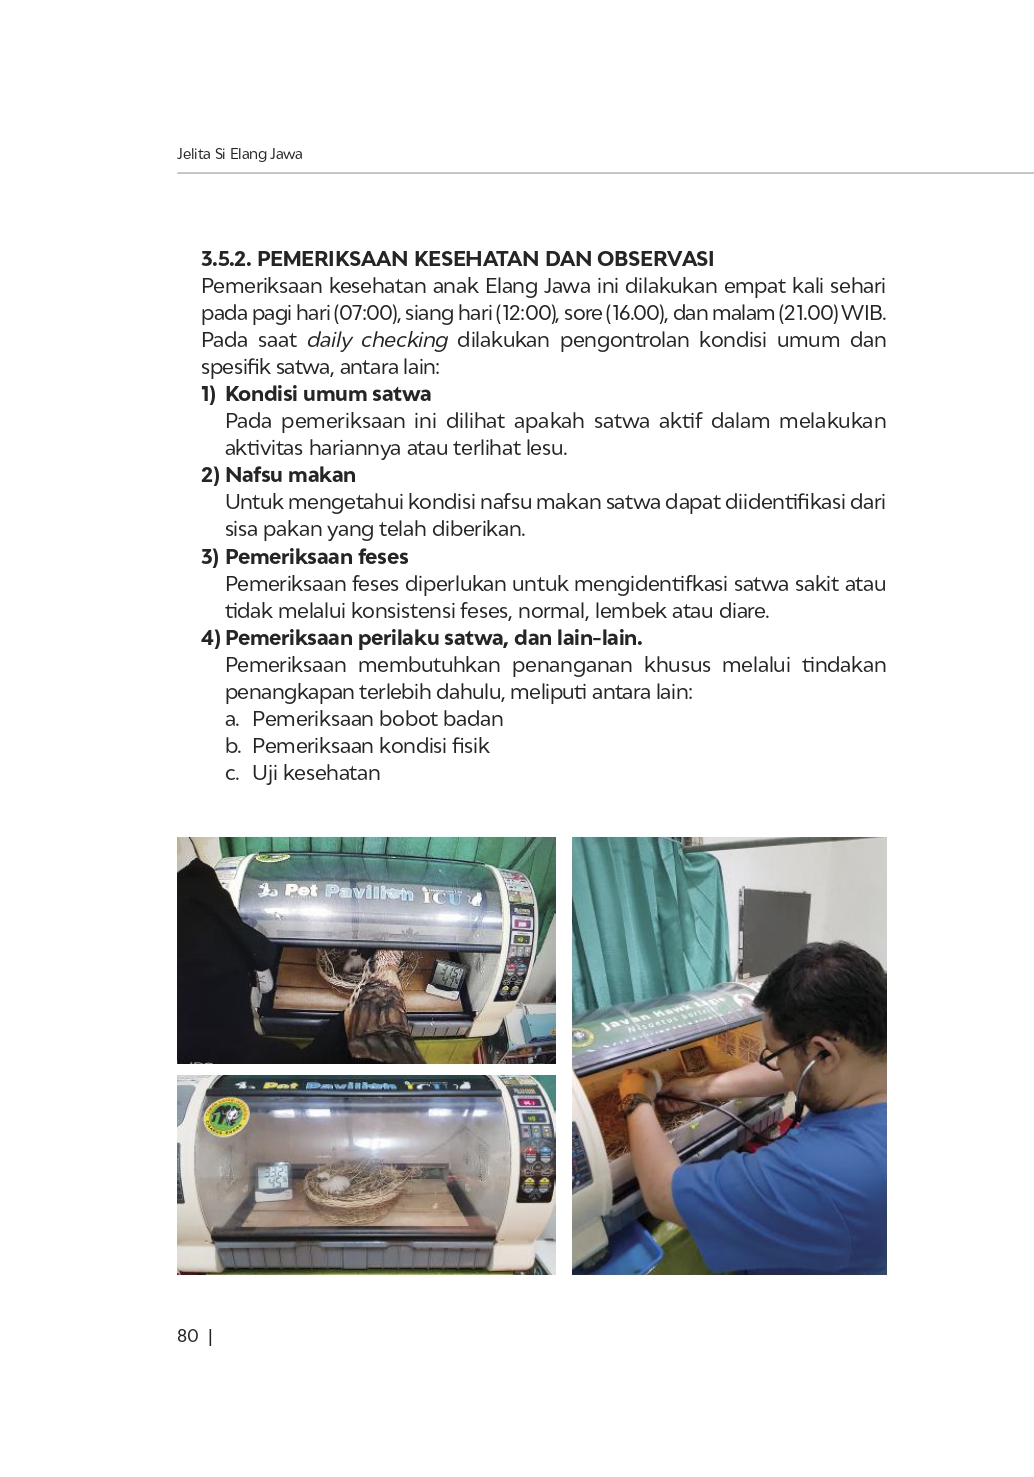 Jelita Si Elang Jawa
3.5.2. PEMERIKSAAN KESEHATAN DAN OBSERVASI
Pemeriksaan kesehatan anak Elang Jawa ini dilakukan empat kali sehari
pada pagi hari (07:00), siang hari (12:00), sore (16.00), dan malam (21.00) WIB.
Pada saat daily checking dilakukan pengontrolan kondisi umum dan
spesifik satwa, antara lain:
1) Kondisi umum satwa
Pada pemeriksaan ini dilihat apakah satwa aktif dalam melakukan
aktivitas hariannya atau terlihat lesu.
2) Nafsu makan
Untuk mengetahui kondisi nafsu makan satwa dapat diidentifikasi dari
sisa pakan yang telah diberikan.
3) Pemeriksaan feses
Pemeriksaan feses diperlukan untuk mengidentifkasi satwa sakit atau
tidak melalui konsistensi feses, normal, lembek atau diare.
4) Pemeriksaan perilaku satwa, dan lain-lain.
Pemeriksaan membutuhkan penanganan khusus melalui tindakan
penangkapan terlebih dahulu, meliputi antara lain:
a. Pemeriksaan bobot badan
b. Pemeriksaan kondisi fisik
c. Uji kesehatan
Pet Pavilion ICU
Pet Pavilion ICU
Javan Hawk
80 |